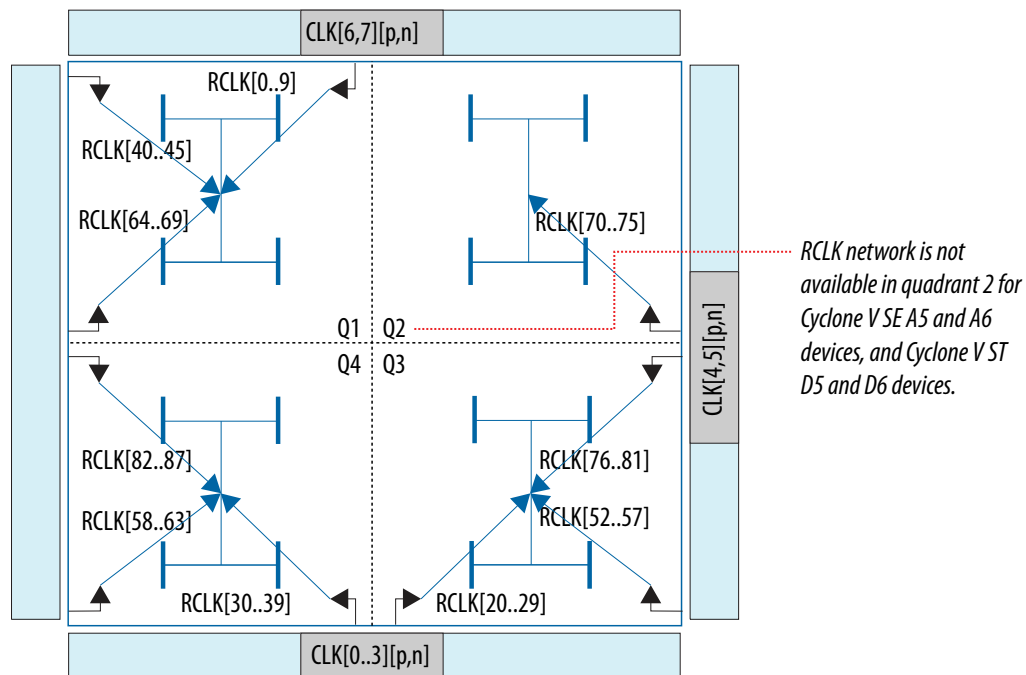 CLK[6,7][p,n]
RCLK[0..9]
RCLK[40..45]
RCLK[64..69]
RCLK[70..75]
Q1
Q2
Q4
Q3
RCLK network is not
available in quadrant 2 for
Cyclone V SE A5 and A6
devices, and Cyclone V ST
D5 and D6 devices.
CLK[4,5][p,n]
RCLK[82..87]
RCLK[76..81]
RCLK[58..63]
RCLK[52..57]
RCLK[30..39]
RCLK[20..29]
CLK[0..3][p,n]